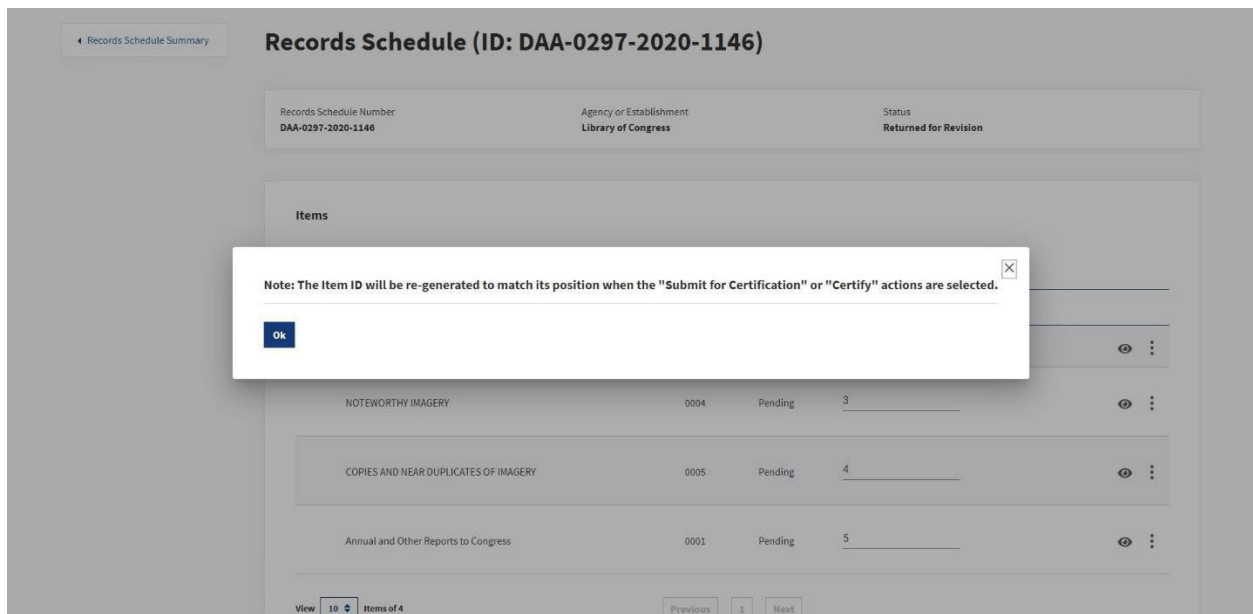 Records Schedule Summary
Records Schedule (ID: DAA-0297-2020-1146)
Records Schedule Number Agency or Establishment Status
DAA-0297-2020-1146 Library of Congress Returned for Revision
Items
Note: The Item ID will be re-generated to match its position when the "Submit for Certification" or "Certify" actions are selected.
Ok
NOTEWORTHY IMAGERY 0004 Pending 3
COPIES AND NEAR DUPLICATES OF IMAGERY 0005 Pending 4
Annual and Other Reports to Congress 0001 Pending 5
View 10 Items of 4 Previous 1 Next